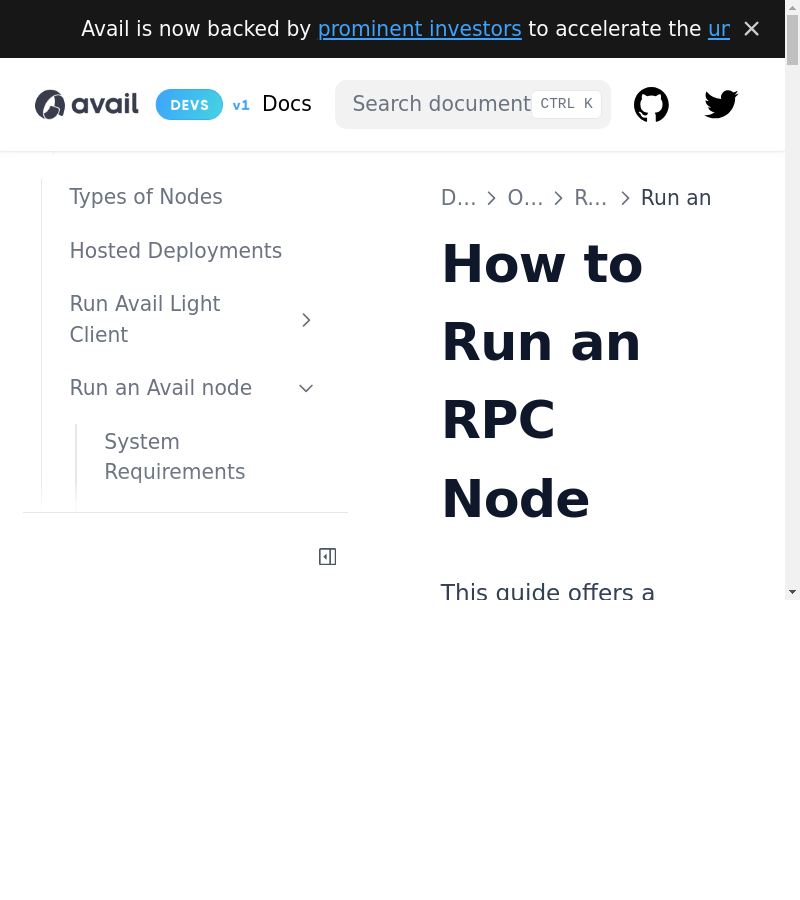 Avail is now backed by prominent investors to accelerate the ur
avail DEVS v1 Docs Search document CTRL K
Types of Nodes
Hosted Deployments
Run Avail Light
Client
Run an Avail node
System
Requirements
D… O… R… Run an
How to
Run an
RPC
Node
This guide offers a